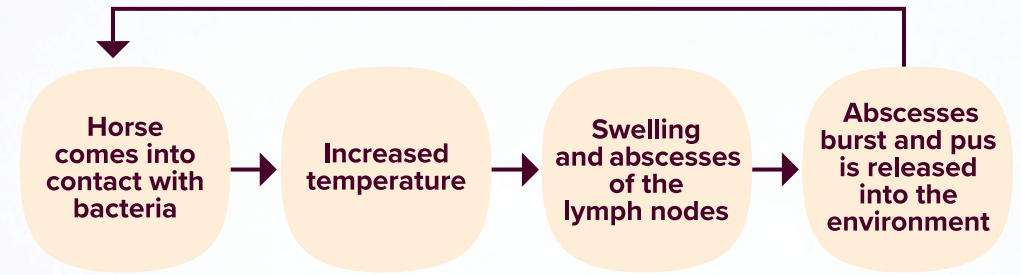 Horse
comes into
contact with
bacteria
Increased
temperature
Swelling
and abscesses
of the
lymph nodes
Abscesses
burst and pus
is released
into the
environment